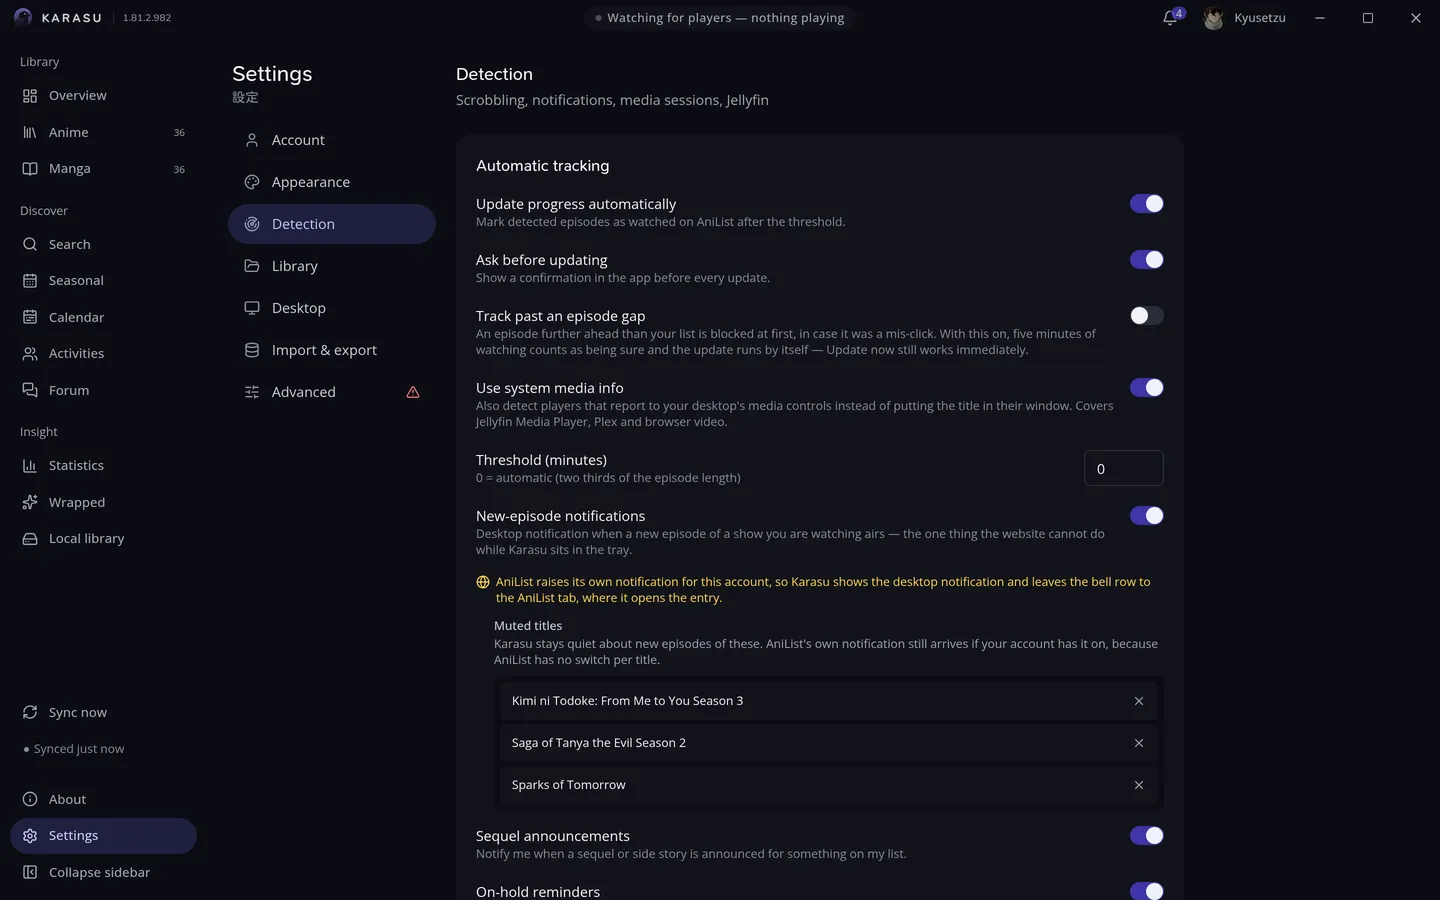 KARASU 1.81.2.982
Watching for players — nothing playing
4
Kyusetzu
Library
Overview
Anime 36
Manga 36
Discover
Search
Seasonal
Calendar
Activities
Forum
Insight
Statistics
Wrapped
Local library
Sync now
Synced just now
About
Settings
Collapse sidebar
Settings
設定
Account
Appearance
Detection
Library
Desktop
Import & export
Advanced
Detection
Scrobbling, notifications, media sessions, Jellyfin
Automatic tracking
Update progress automatically
Mark detected episodes as watched on AniList after the threshold.
Ask before updating
Show a confirmation in the app before every update.
Track past an episode gap
An episode further ahead than your list is blocked at first, in case it was a mis-click. With this on, five minutes of
watching counts as being sure and the update runs by itself — Update now still works immediately.
Use system media info
Also detect players that report to your desktop's media controls instead of putting the title in their window. Covers
Jellyfin Media Player, Plex and browser video.
Threshold (minutes)
0 = automatic (two thirds of the episode length)
0
New-episode notifications
Desktop notification when a new episode of a show you are watching airs — the one thing the website cannot do
while Karasu sits in the tray.
AniList raises its own notification for this account, so Karasu shows the desktop notification and leaves the bell row to
the AniList tab, where it opens the entry.
Muted titles
Karasu stays quiet about new episodes of these. AniList's own notification still arrives if your account has it on, because
AniList has no switch per title.
Kimi ni Todoke: From Me to You Season 3
Saga of Tanya the Evil Season 2
Sparks of Tomorrow
Sequel announcements
Notify me when a sequel or side story is announced for something on my list.
On-hold reminders